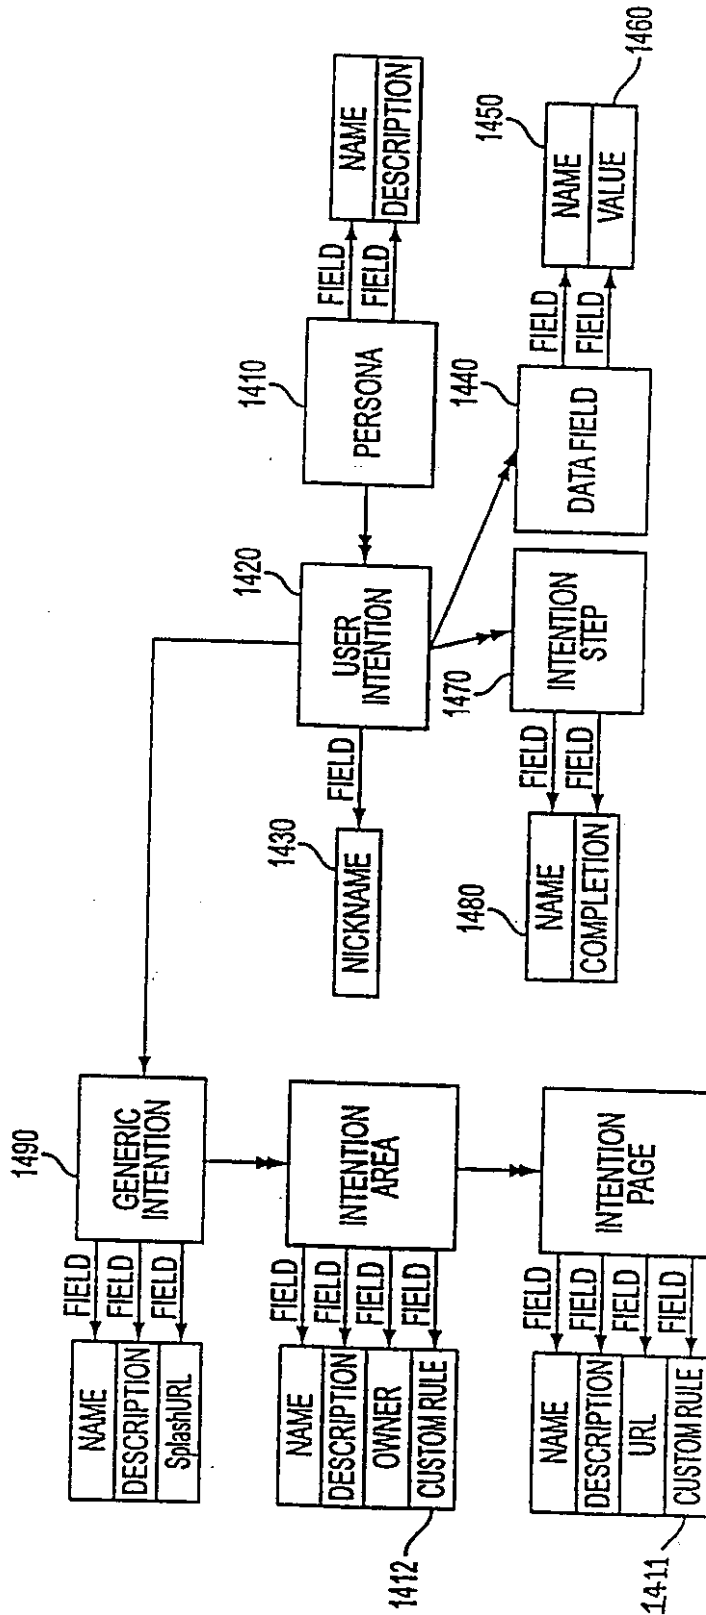 1490
GENERIC
INTENTION
FIELD
FIELD
FIELD
NAME
DESCRIPTION
SplashURL
INTENTION
AREA
FIELD
FIELD
FIELD
FIELD
NAME
DESCRIPTION
OWNER
CUSTOM RULE
1412
INTENTION
PAGE
FIELD
FIELD
FIELD
FIELD
NAME
DESCRIPTION
URL
CUSTOM RULE
1411
1420
USER
INTENTION
FIELD
1430
NICKNAME
1410
PERSONA
FIELD
FIELD
NAME
DESCRIPTION
1470
INTENTION
STEP
FIELD
FIELD
1480
NAME
COMPLETION
1440
DATA FIELD
FIELD
FIELD
1450
NAME
VALUE
1460